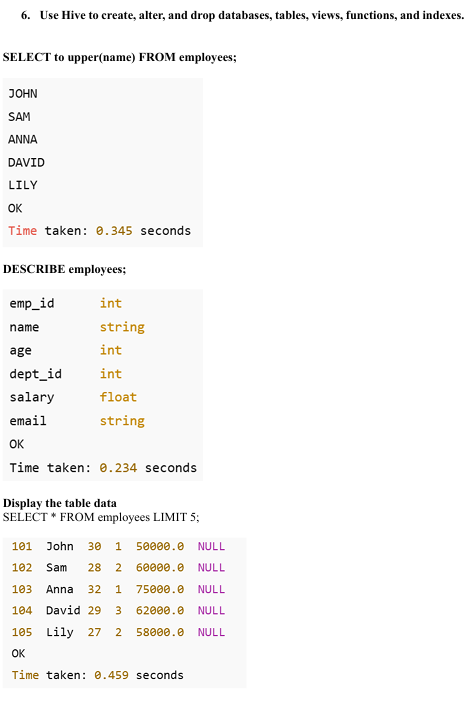 6. Use Hive to create, alter, and drop databases, tables, views, functions, and indexes.
SELECT to upper(name) FROM employees;
JOHN
SAM
ANNA
DAVID
LILY
OK
Time taken: 0.345 seconds
DESCRIBE employees;
emp_id int
name string
age int
dept_id int
salary float
email string
OK
Time taken: 0.234 seconds
Display the table data
SELECT * FROM employees LIMIT 5;
101 John 30 1 50000.0 NULL
102 Sam 28 2 60000.0 NULL
103 Anna 32 1 75000.0 NULL
104 David 29 3 62000.0 NULL
105 Lily 27 2 58000.0 NULL
OK
Time taken: 0.459 seconds